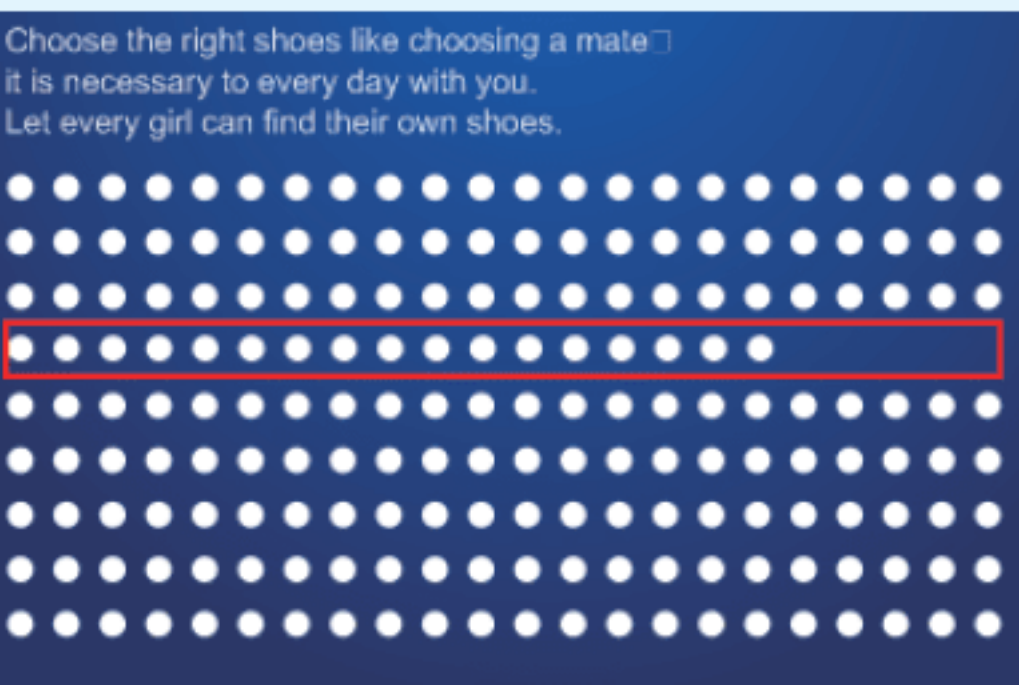 Choose the right shoes like choosing a mate□
it is necessary to every day with you.
Let every girl can find their own shoes.